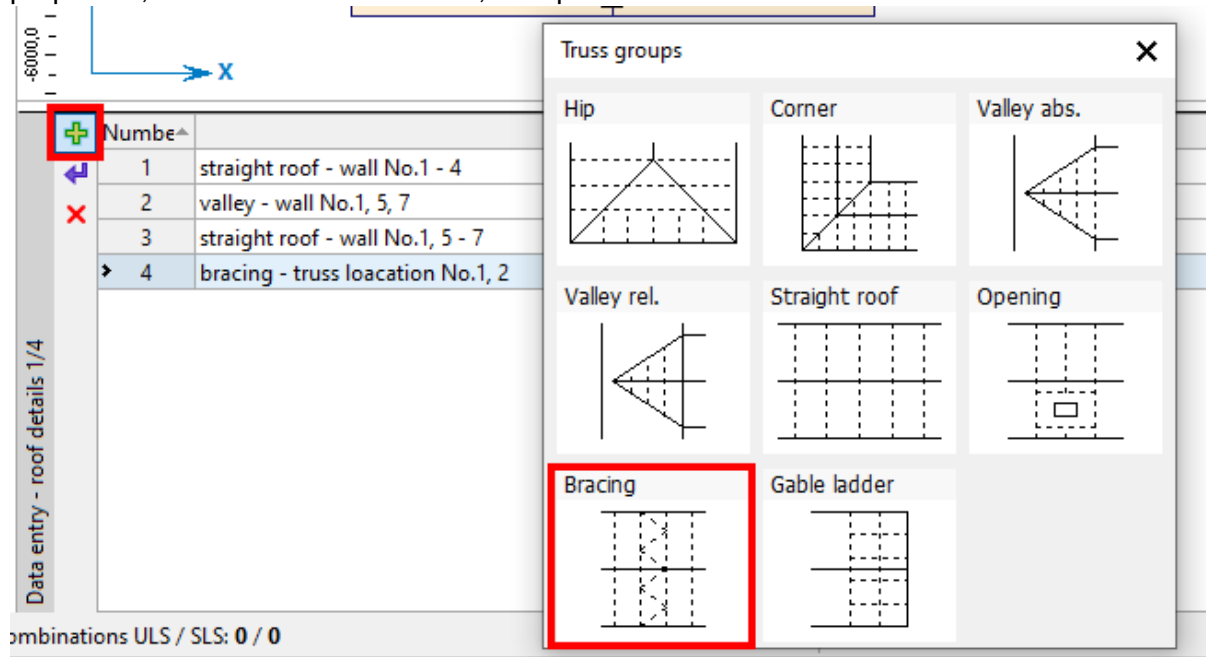 -6000,0
X
Truss groups
Hip
Corner
Valley abs.
Numbe
1 straight roof - wall No.1 - 4
2 valley - wall No.1, 5, 7
3 straight roof - wall No.1, 5 - 7
4 bracing - truss loacation No.1, 2
Valley rel.
Straight roof
Opening
Bracing
Gable ladder
Data entry - roof details 1/4
ombinations ULS / SLS: 0 / 0